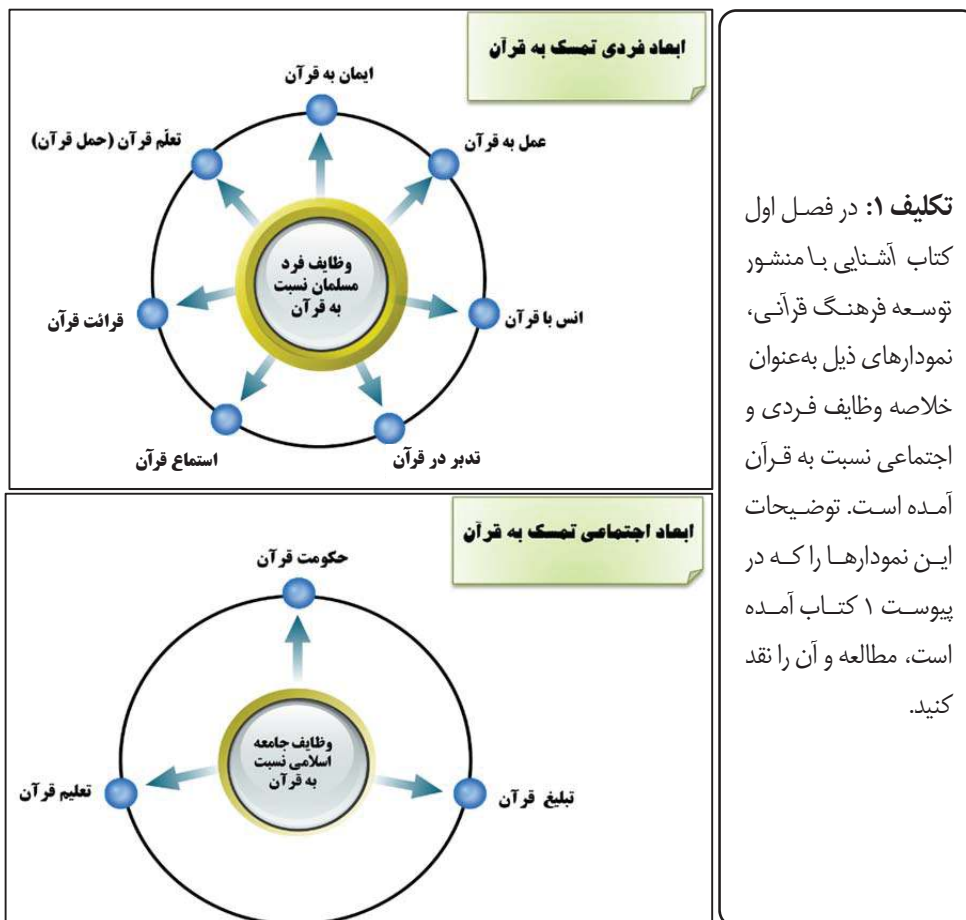 تکلیف ۱: در فصل اول
کتاب آشنایی با منشور
توسعه فرهنگ قرآنی،
نمودارهای ذیل به‌عنوان
خلاصه وظایف فردی و
اجتماعی نسبت به قرآن
آمده است. توضیحات
این نمودارها را که در
پیوست ۱ کتاب آمده
است، مطالعه و آن را نقد
کنید.
ابعاد فردی تمسک به قرآن
ایمان به قرآن
عمل به قرآن
تعلّم قرآن (حمل قرآن)
وظایف فرد
مسلمان نسبت
به قرآن
انس با قرآن
قرائت قرآن
تدبر در قرآن
استماع قرآن
ابعاد اجتماعی تمسک به قرآن
حکومت قرآن
وظایف جامعه
اسلامی نسبت
به قرآن
تبلیغ قرآن
تعلیم قرآن